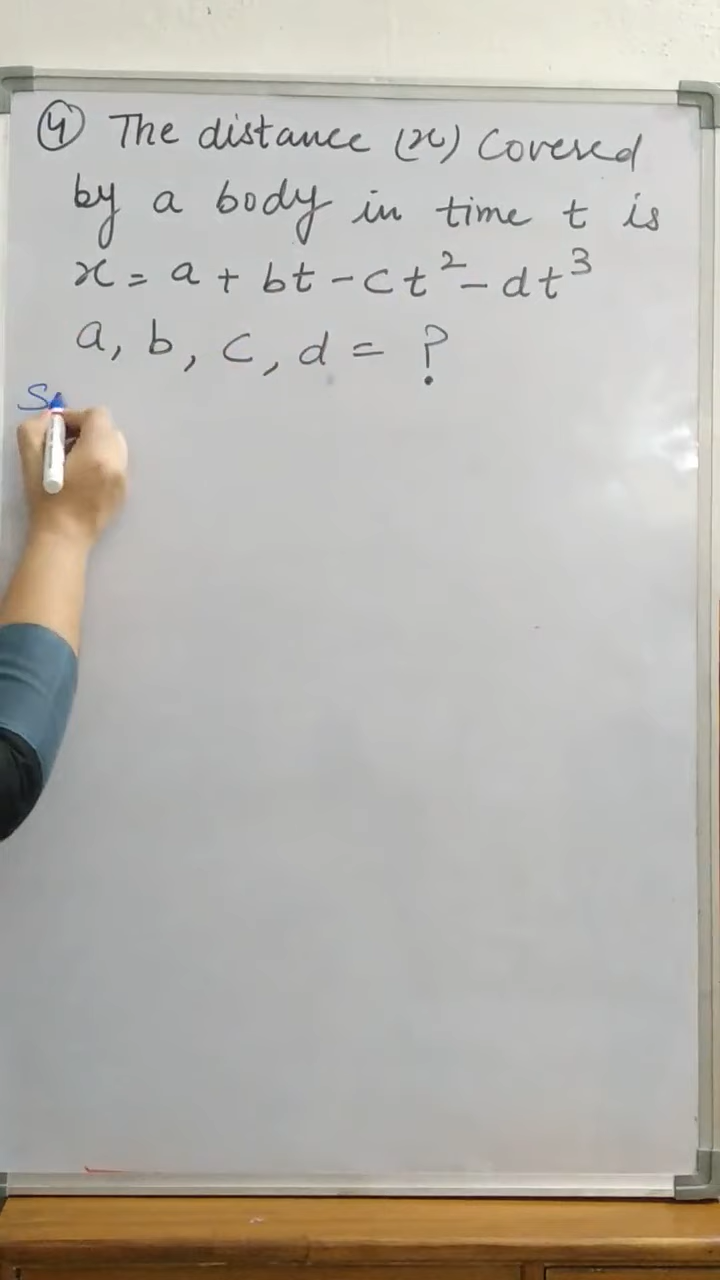 ④ The distance (x) Covered
by a body in time t is
x = a + bt - ct² - dt³
a, b, c, d = ?
S